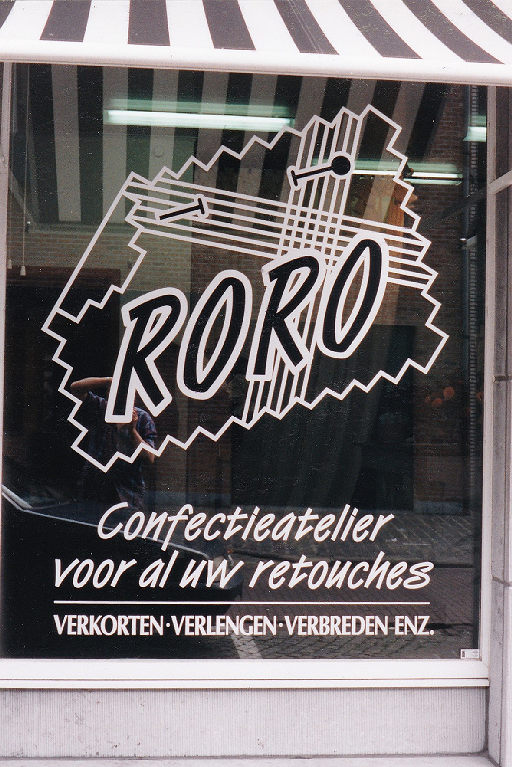 RORO
Confectieatelier
voor al uw retouches
VERKORTEN·VERLENGEN·VERBREDEN ENZ.